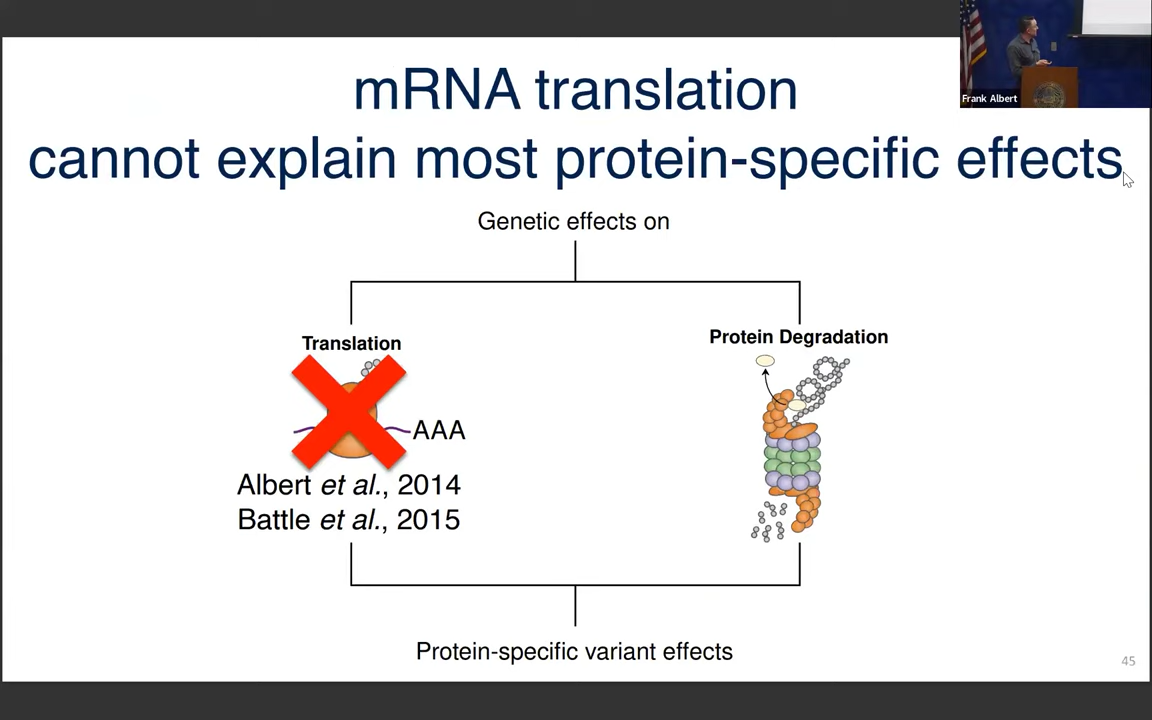 Frank Albert
mRNA translation
cannot explain most protein-specific effects
Genetic effects on
Translation
Protein Degradation
AAA
Albert et al., 2014
Battle et al., 2015
Protein-specific variant effects
45